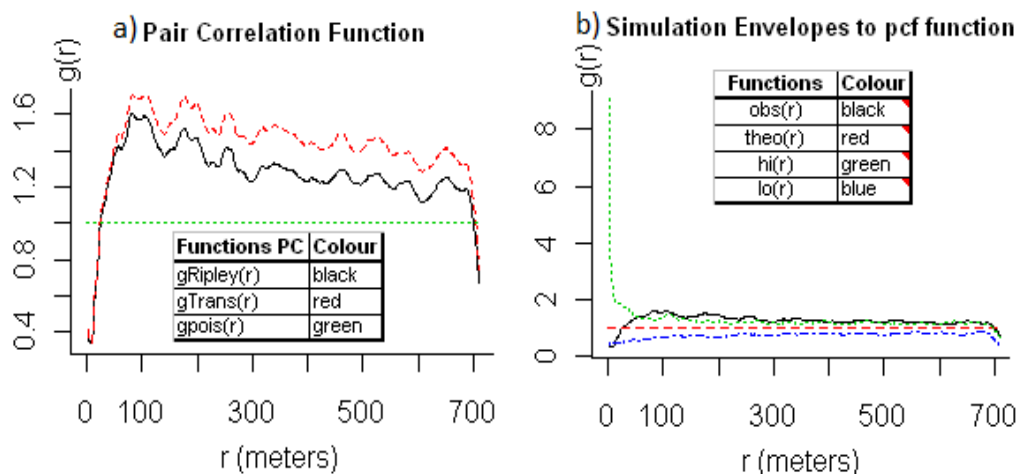 a) Pair Correlation Function
g(r)
1.6
1.2
0.8
0.4
Functions PC Colour
gRipley(r) black
gTrans(r) red
gpois(r) green
0 100 300 500 700
r (meters)
b) Simulation Envelopes to pcf function
g(r)
8
6
4
2
0
Functions Colour
obs(r) black
theo(r) red
hi(r) green
lo(r) blue
0 100 300 500 700
r (meters)